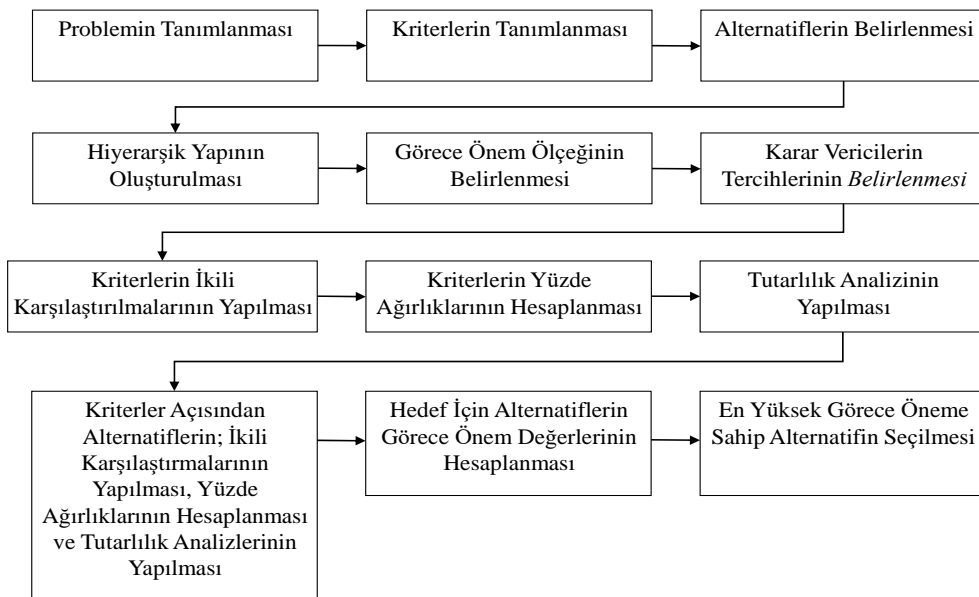 Problemin Tanımlanması
Kriterlerin Tanımlanması
Alternatiflerin Belirlenmesi
Hiyerarşik Yapının
Oluşturulması
Görece Önem Ölçeğinin
Belirlenmesi
Karar Vericilerin
Tercihlerinin Belirlenmesi
Kriterlerin İkili
Karşılaştırılmalarının Yapılması
Kriterlerin Yüzde
Ağırlıklarının Hesaplanması
Tutarlılık Analizinin
Yapılması
Kriterler Açısından
Alternatiflerin; İkili
Karşılaştırmalarının
Yapılması, Yüzde
Ağırlıklarının Hesaplanması
ve Tutarlılık Analizlerinin
Yapılması
Hedef İçin Alternatiflerin
Görece Önem Değerlerinin
Hesaplanması
En Yüksek Görece Öneme
Sahip Alternatifin Seçilmesi